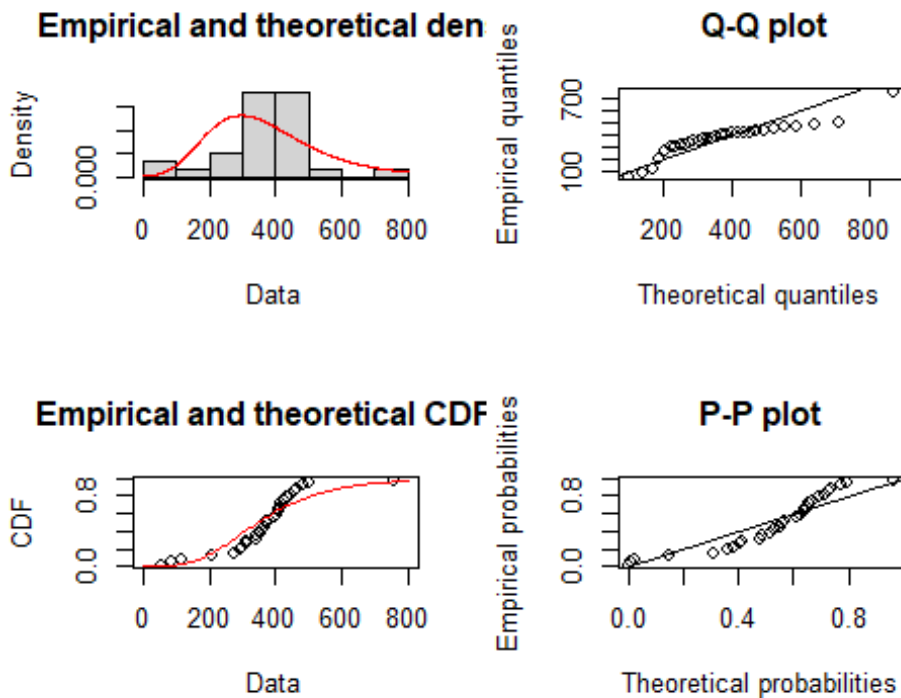 Empirical and theoretical den
Density
0.000
0 200 400 600 800
Data
Q-Q plot
Empirical quantiles
100 700
200 400 600 800
Theoretical quantiles
Empirical and theoretical CDF
CDF
0.0 0.8
0 200 400 600 800
Data
P-P plot
Empirical probabilities
0.0 0.8
0.0 0.4 0.8
Theoretical probabilities